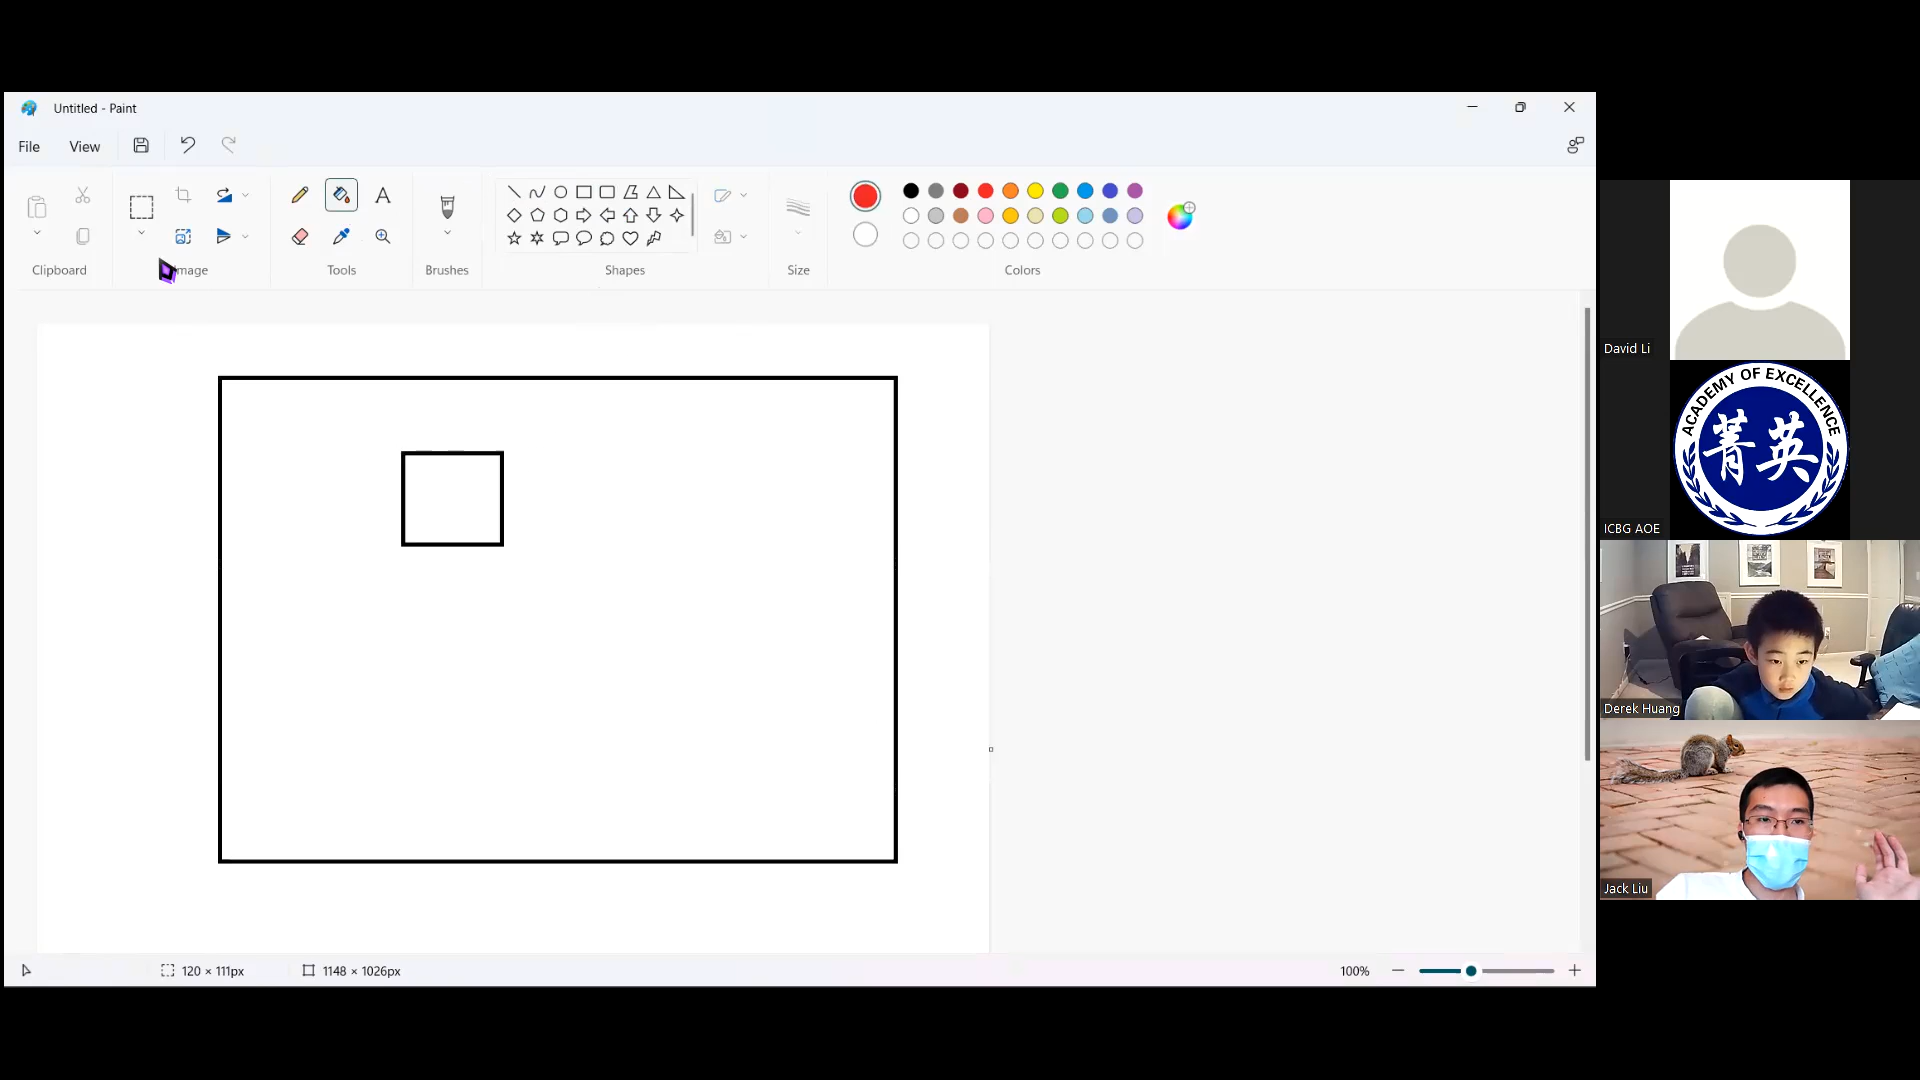 Untitled - Paint
File
View
Clipboard
Image
Tools
Brushes
Shapes
Size
Colors
120 × 111px
1148 × 1026px
100%
David Li
ACADEMY OF EXCELLENCE
菁英
ICBG AOE
Derek Huang
Jack Liu